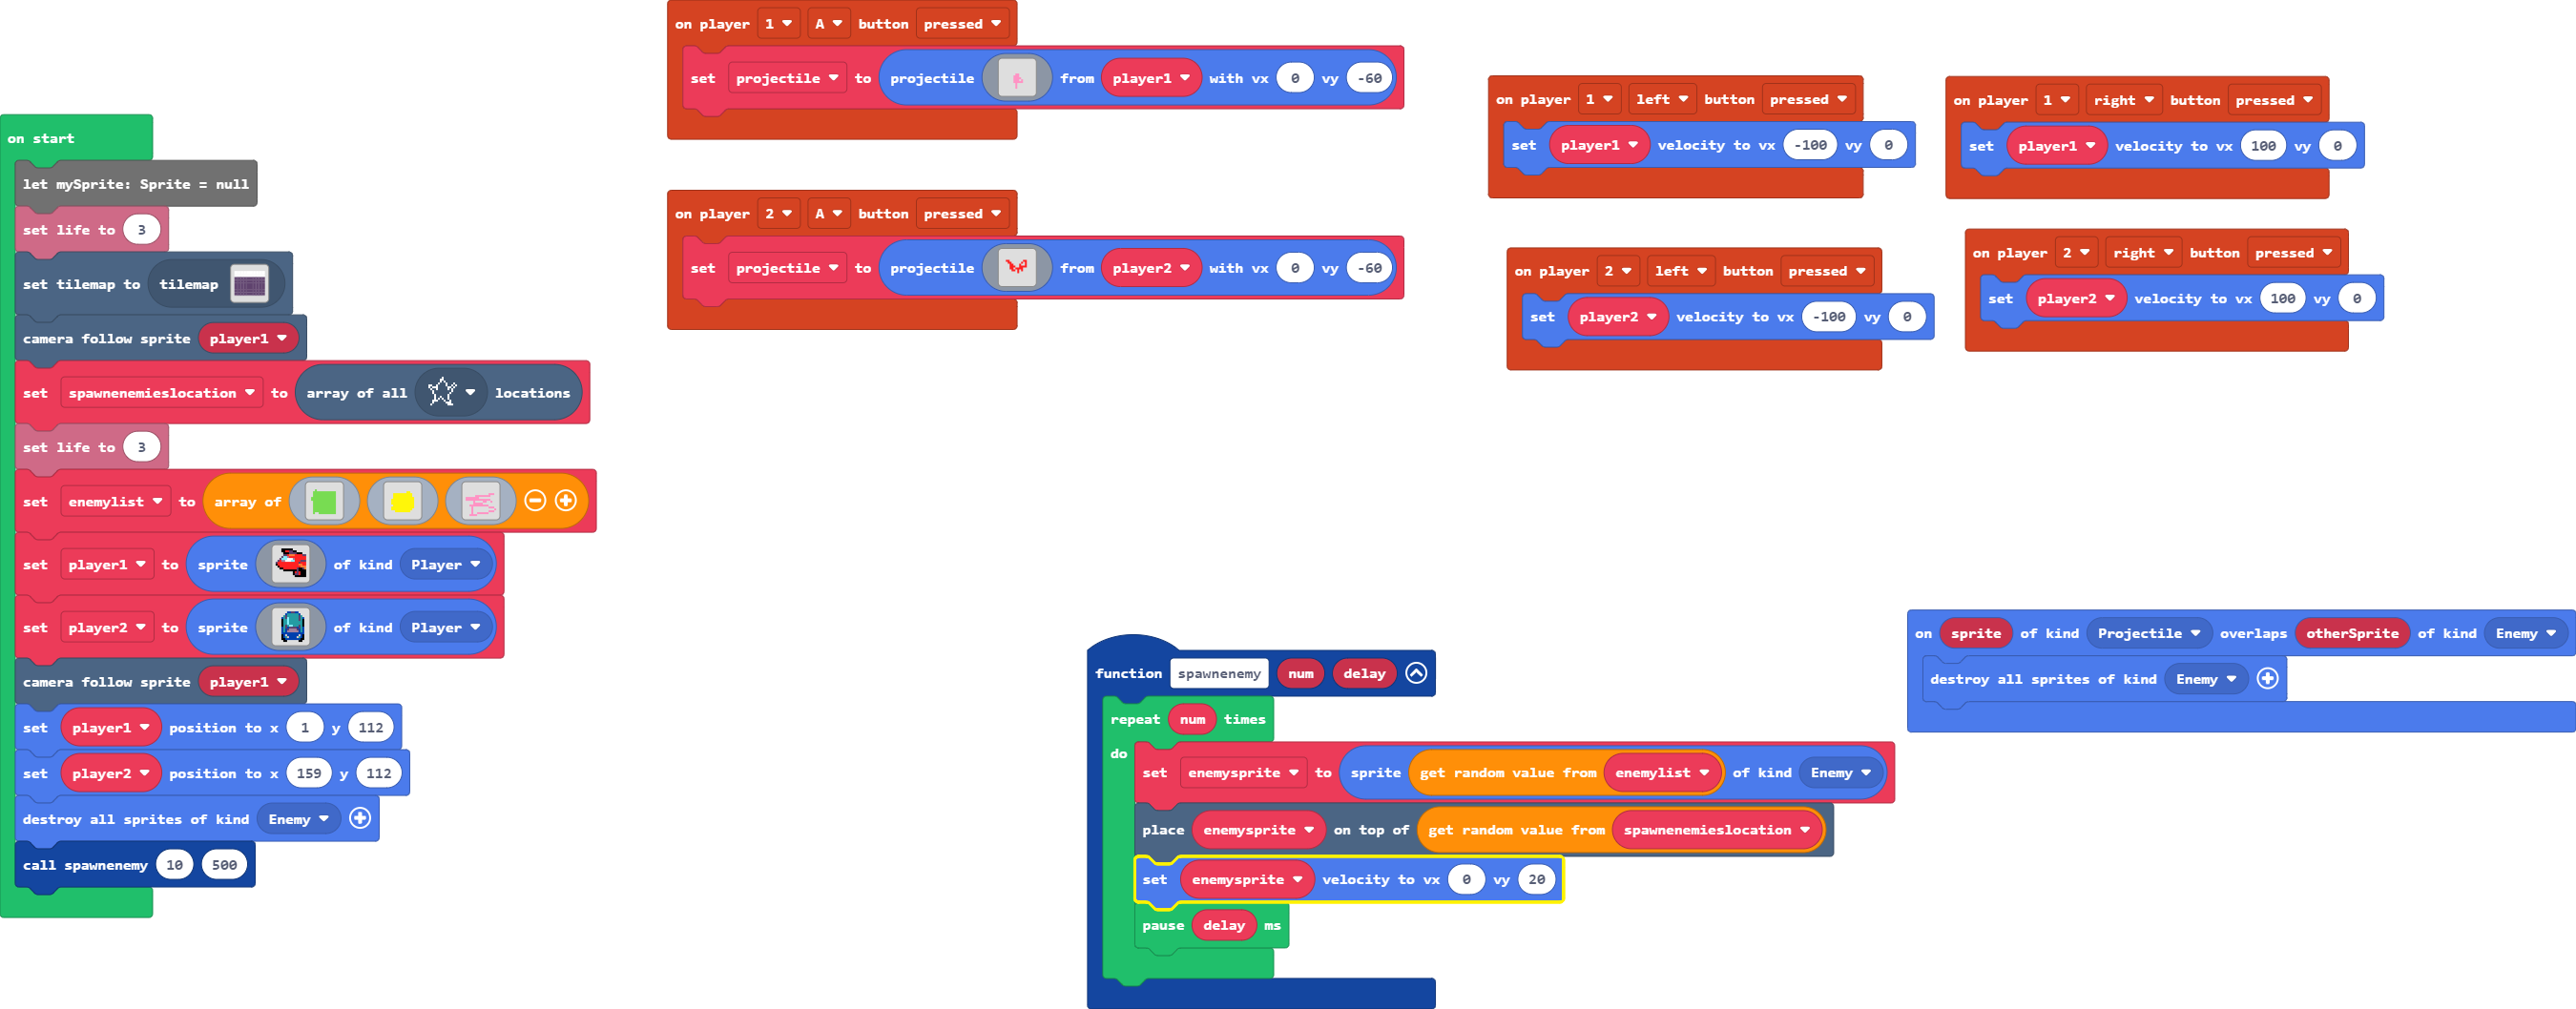 on start
let mySprite: Sprite = null
set life to 3
set tilemap to tilemap
camera follow sprite player1
set spawnenemieslocation to array of all locations
set life to 3
set enemylist to array of
set player1 to sprite of kind Player
set player2 to sprite of kind Player
camera follow sprite player1
set player1 position to x 1 y 112
set player2 position to x 159 y 112
destroy all sprites of kind Enemy
call spawnenemy 10 500
on player 1 A button pressed
set projectile to projectile from player1 with vx 0 vy -60
on player 2 A button pressed
set projectile to projectile from player2 with vx 0 vy -60
on player 1 left button pressed
set player1 velocity to vx -100 vy 0
on player 1 right button pressed
set player1 velocity to vx 100 vy 0
on player 2 left button pressed
set player2 velocity to vx -100 vy 0
on player 2 right button pressed
set player2 velocity to vx 100 vy 0
function spawnenemy num delay
repeat num times
do
set enemysprite to sprite get random value from enemylist of kind Enemy
place enemysprite on top of get random value from spawnenemieslocation
set enemysprite velocity to vx 0 vy 20
pause delay ms
on sprite of kind Projectile overlaps otherSprite of kind Enemy
destroy all sprites of kind Enemy